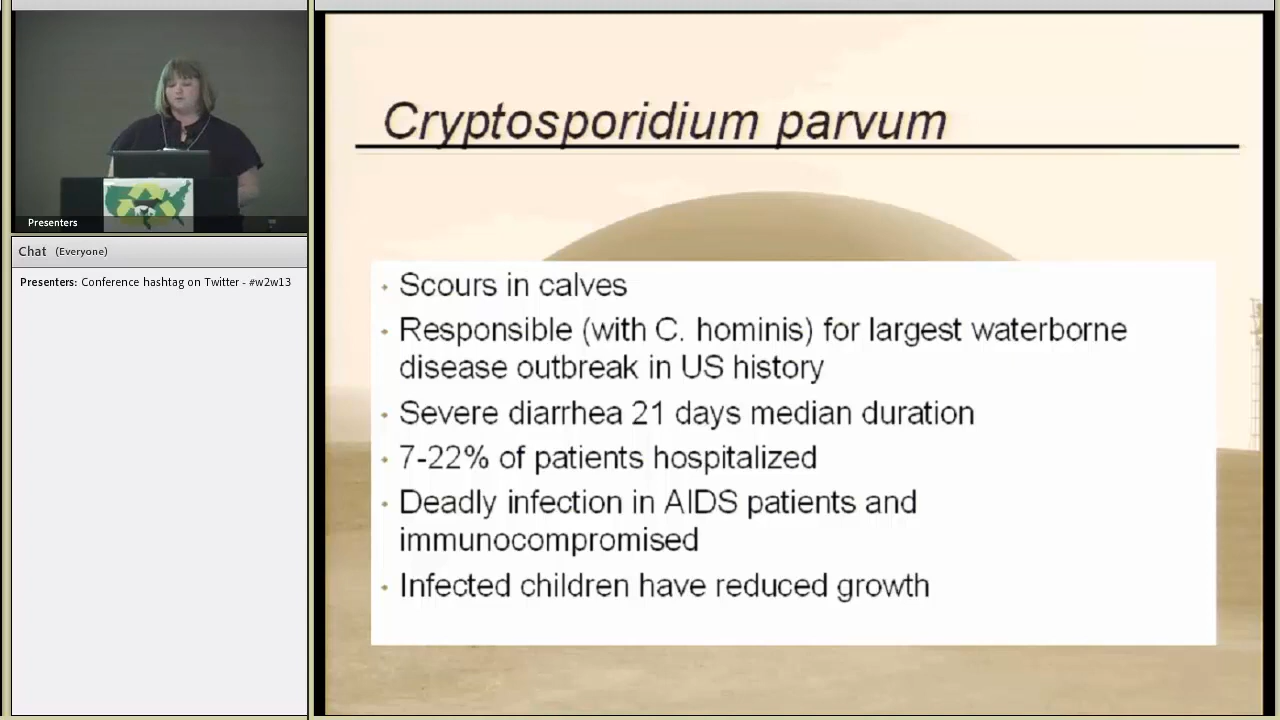 Presenters
Chat (Everyone)
Presenters: Conference hashtag on Twitter - #w2w13
Cryptosporidium parvum
• Scours in calves
• Responsible (with C. hominis) for largest waterborne
disease outbreak in US history
• Severe diarrhea 21 days median duration
• 7-22% of patients hospitalized
• Deadly infection in AIDS patients and
immunocompromised
• Infected children have reduced growth